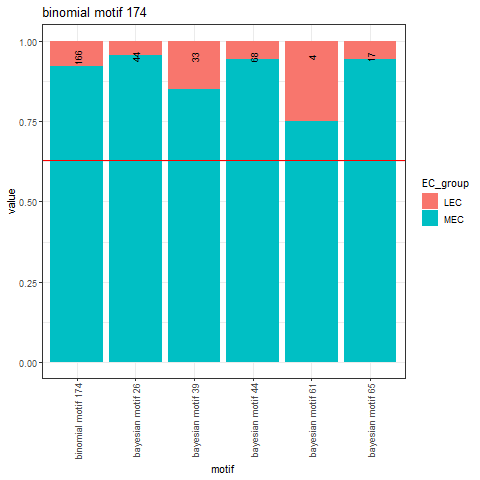 binomial motif 174
1.00
0.75
0.50
0.25
0.00
value
166
44
33
68
4
17
binomial motif 174
bayesian motif 26
bayesian motif 39
bayesian motif 44
bayesian motif 61
bayesian motif 65
motif
EC_group
LEC
MEC